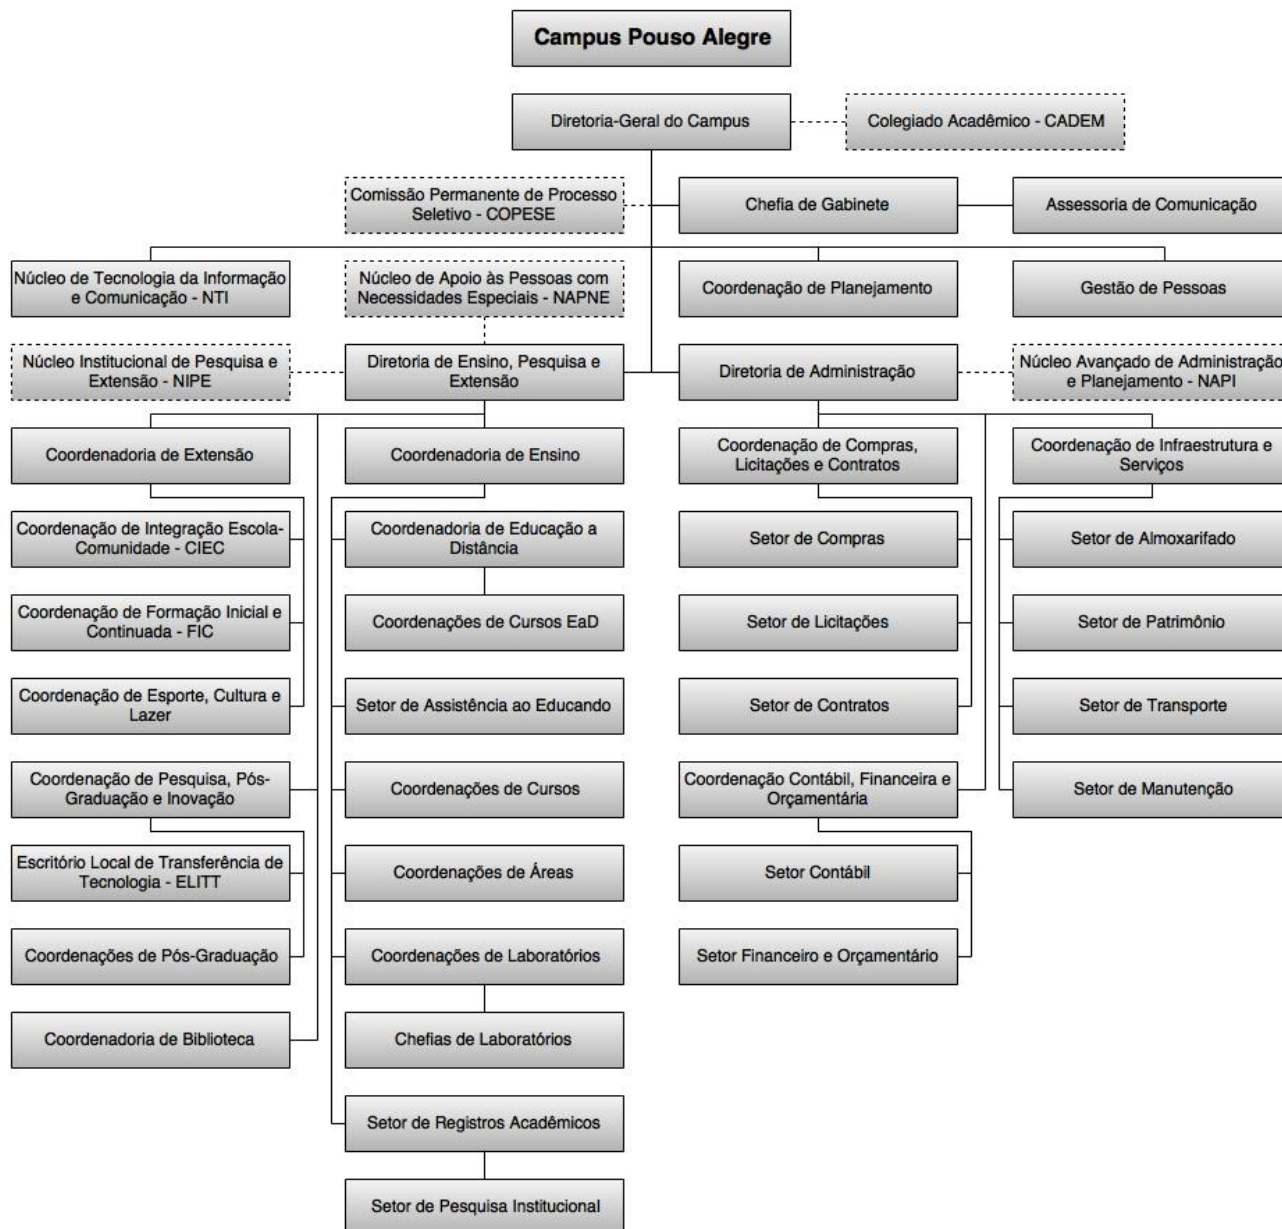 Campus Pouso Alegre
Diretoria-Geral do Campus
Colegiado Acadêmico - CADEM
Comissão Permanente de Processo
Seletivo - COPESE
Chefia de Gabinete
Assessoria de Comunicação
Núcleo de Tecnologia da Informação
e Comunicação - NTI
Núcleo de Apoio às Pessoas com
Necessidades Especiais - NAPNE
Coordenação de Planejamento
Gestão de Pessoas
Núcleo Institucional de Pesquisa e
Extensão - NIPE
Diretoria de Ensino, Pesquisa e
Extensão
Diretoria de Administração
Núcleo Avançado de Administração
e Planejamento - NAPI
Coordenadoria de Extensão
Coordenadoria de Ensino
Coordenação de Compras,
Licitações e Contratos
Coordenação de Infraestrutura e
Serviços
Coordenação de Integração Escola-
Comunidade - CIEC
Coordenadoria de Educação a
Distância
Setor de Compras
Setor de Almoxarifado
Coordenação de Formação Inicial e
Continuada - FIC
Coordenações de Cursos EaD
Setor de Licitações
Setor de Patrimônio
Coordenação de Esporte, Cultura e
Lazer
Setor de Assistência ao Educando
Setor de Contratos
Setor de Transporte
Coordenação de Pesquisa, Pós-
Graduação e Inovação
Coordenações de Cursos
Coordenação Contábil, Financeira e
Orçamentária
Setor de Manutenção
Escritório Local de Transferência de
Tecnologia - ELITT
Coordenações de Áreas
Setor Contábil
Coordenações de Pós-Graduação
Coordenações de Laboratórios
Setor Financeiro e Orçamentário
Coordenadoria de Biblioteca
Chefias de Laboratórios
Setor de Registros Acadêmicos
Setor de Pesquisa Institucional